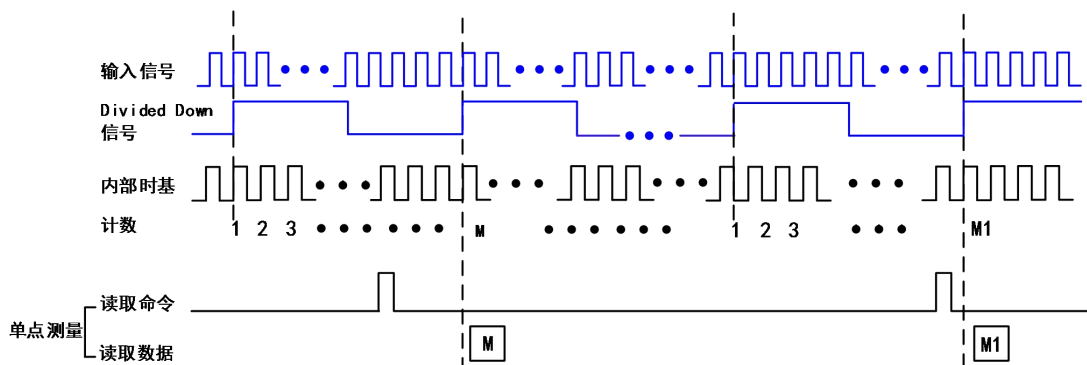 输入信号
Divided Down
信号
内部时基
计数 1 2 3 M 1 2 3 M1
读取命令
单点测量
读取数据 M M1